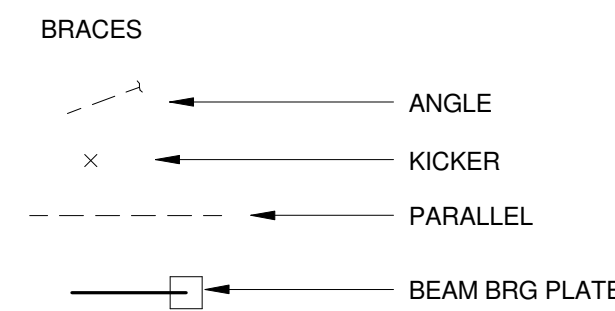 BRACES
ANGLE
KICKER
PARALLEL
BEAM BRG PLATE